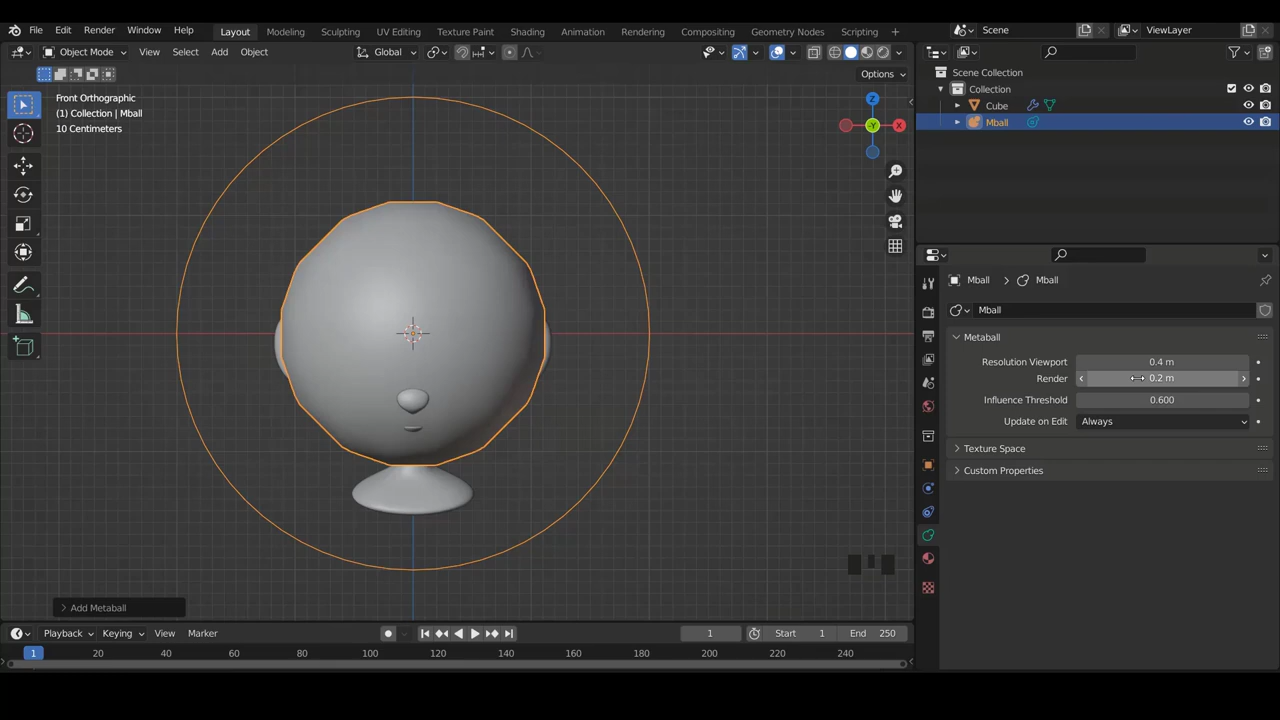 File Edit Render Window Help Layout Modeling Sculpting UV Editing Texture Paint Shading Animation Rendering Compositing Geometry Nodes Scripting Scene ViewLayer
Object Mode View Select Add Object Global
Options
Front Orthographic
(1) Collection | Mball
10 Centimeters
Z
-Y
X
Scene Collection
Collection
Cube
Mball
Mball Mball
Mball
Metaball
Resolution Viewport 0.4 m
Render 0.2 m
Influence Threshold 0.600
Update on Edit Always
Texture Space
Custom Properties
Add Metaball
Playback Keying View Marker 1 Start 1 End 250
1 20 40 60 80 100 120 140 160 180 200 220 240